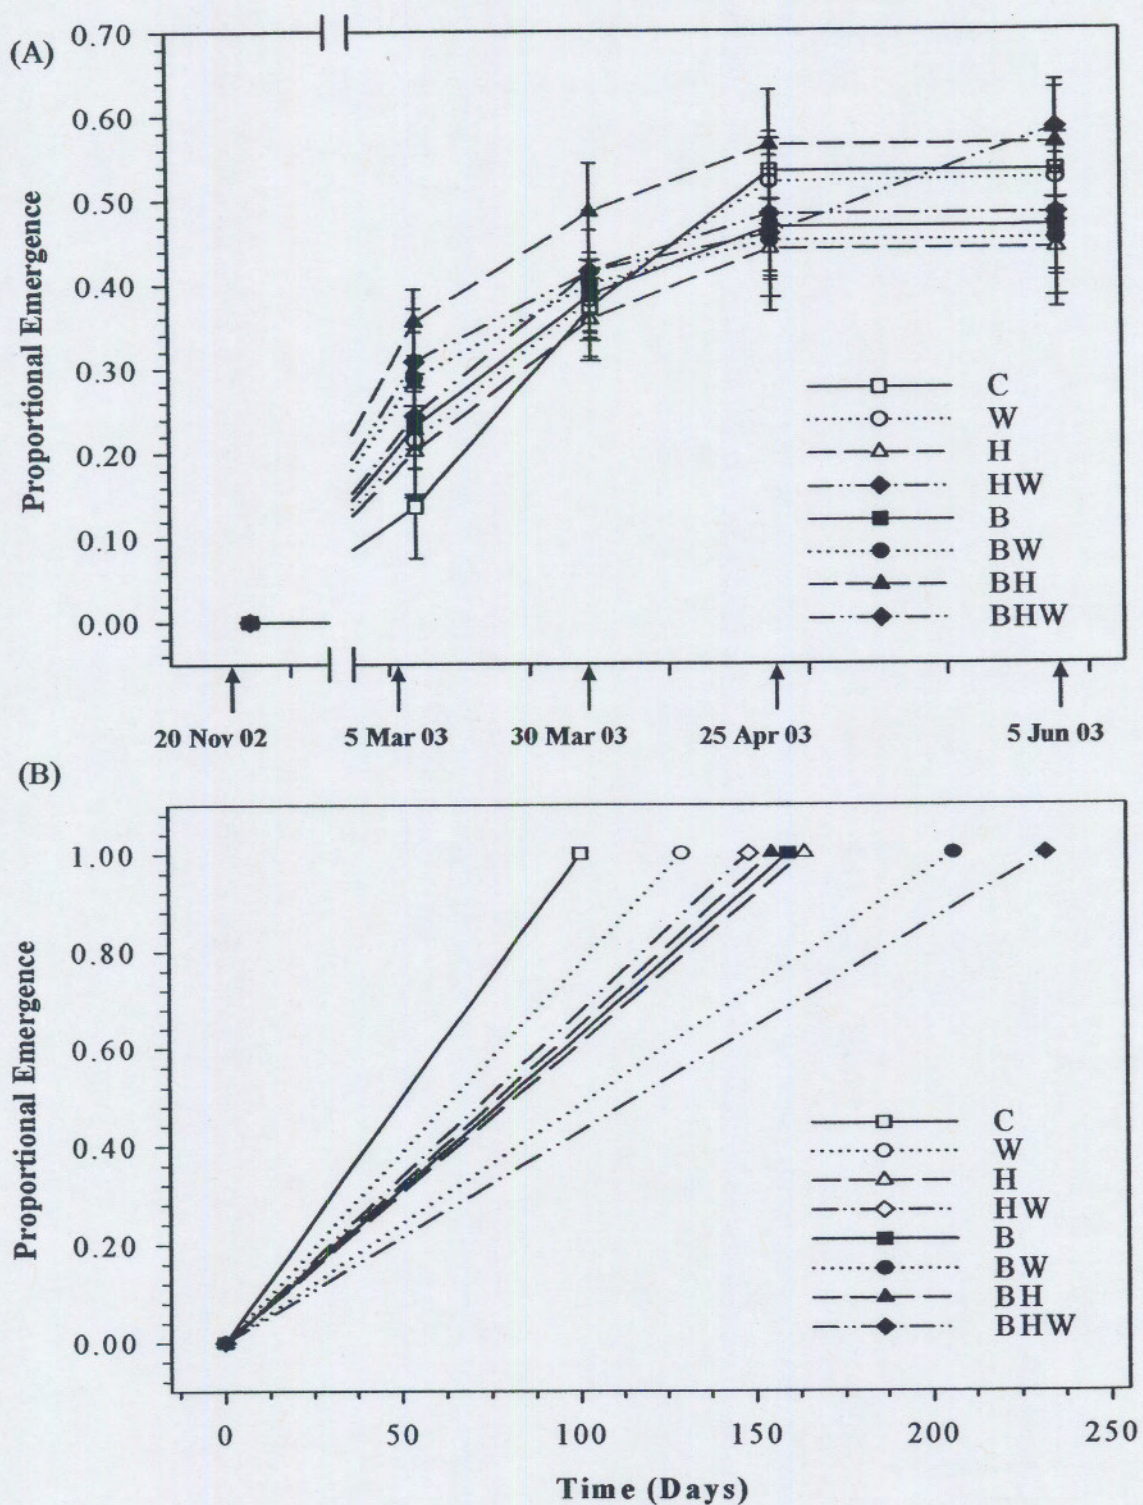 (A)
0.70
0.60
0.50
0.40
0.30
0.20
0.10
0.00
Proportional Emergence
C
W
H
HW
B
BW
BH
BHW
20 Nov 02 5 Mar 03 30 Mar 03 25 Apr 03 5 Jun 03
(B)
1.00
0.80
0.60
0.40
0.20
0.00
Proportional Emergence
C
W
H
HW
B
BW
BH
BHW
0 50 100 150 200 250
Time (Days)